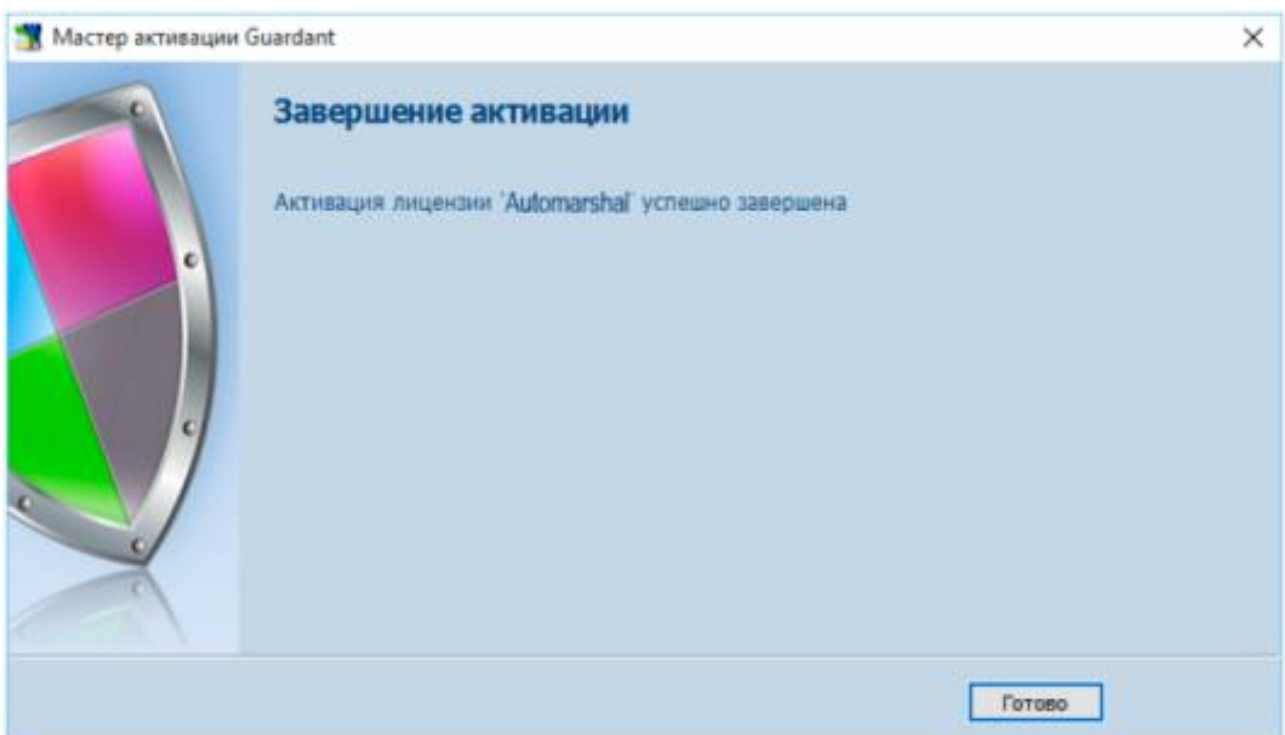 Мастер активации Guardant
Завершение активации
Активация лицензии 'Automarshal' успешно завершена
Готово